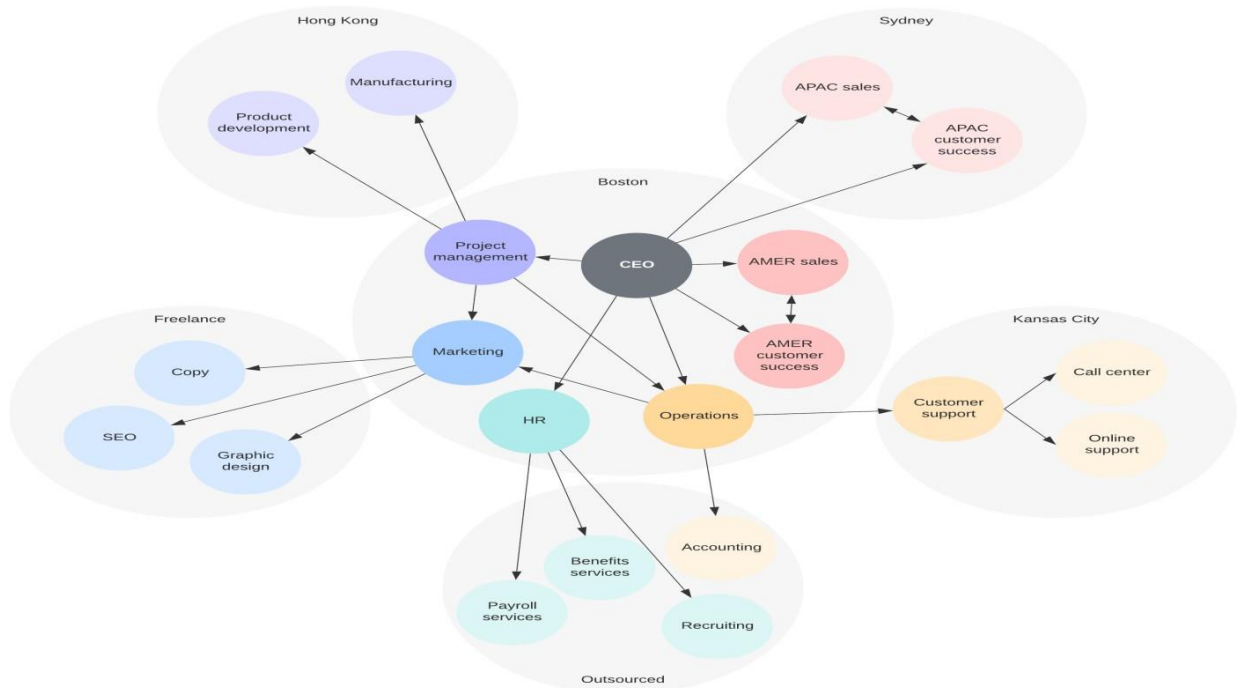 Hong Kong
Sydney
Manufacturing
APAC sales
Product
development
APAC
customer
success
Boston
Project
management
CEO
AMER sales
Freelance
Kansas City
Marketing
AMER
customer
success
Copy
Call center
HR
Operations
Customer
support
SEO
Graphic
design
Online
support
Accounting
Benefits
services
Payroll
services
Recruiting
Outsourced